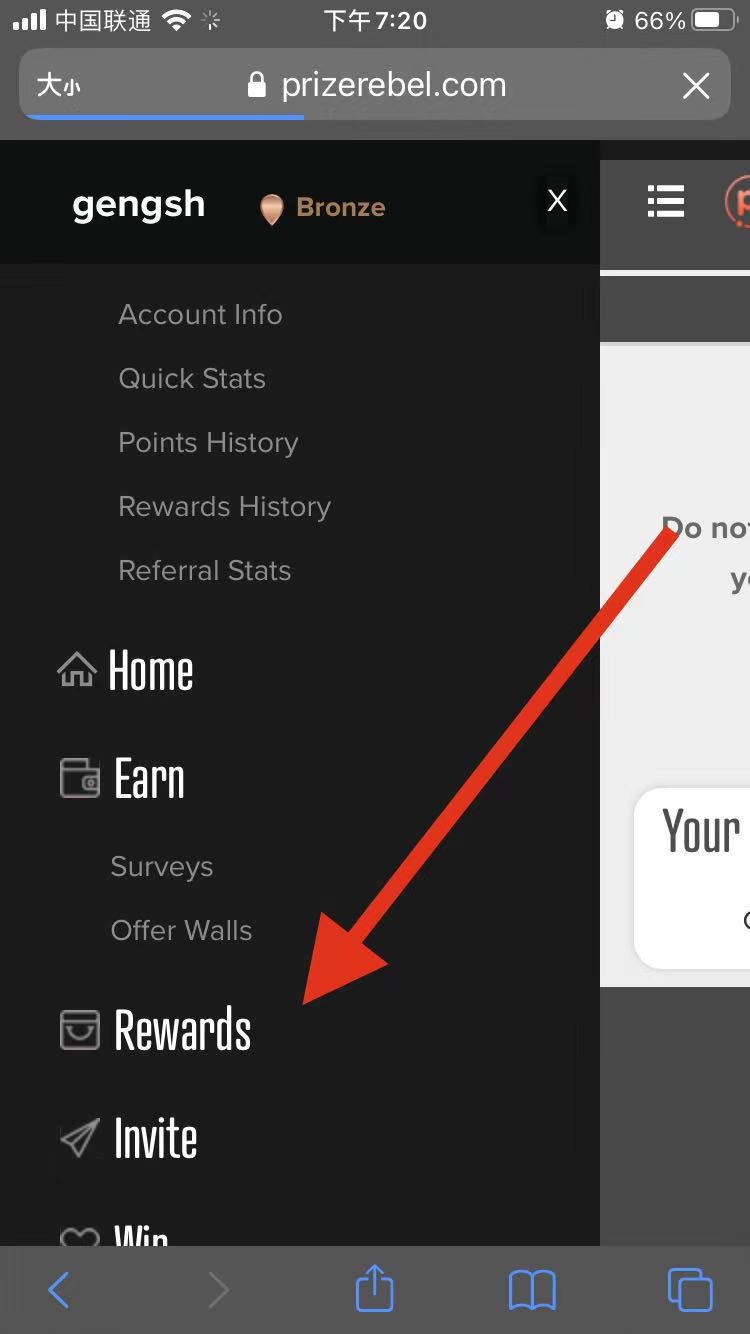 中国联通 下午7:20 66%
大小 prizerebel.com
gengsh Bronze X
Account Info
Quick Stats
Points History
Rewards History
Referral Stats
Do not
Home
Earn
Your
Surveys
Offer Walls
Rewards
Invite
Win